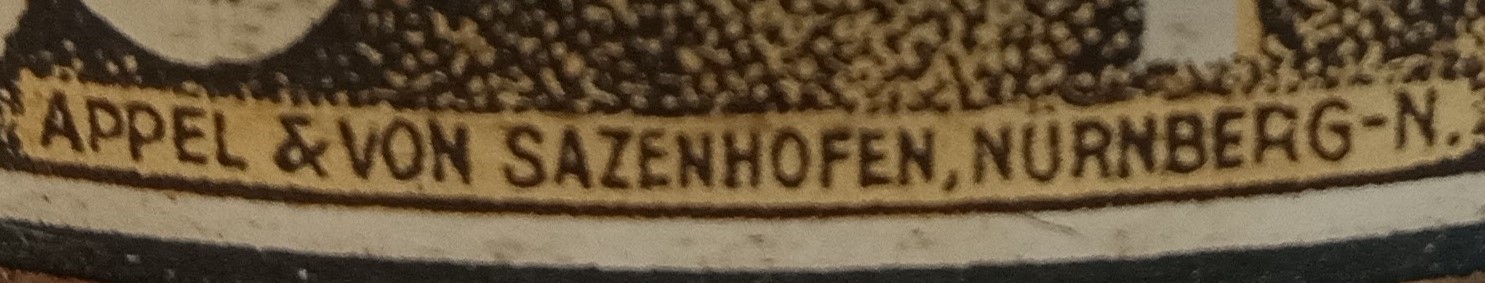 APPEL & VON SAZENHOFEN, NÜRNBERG-N.